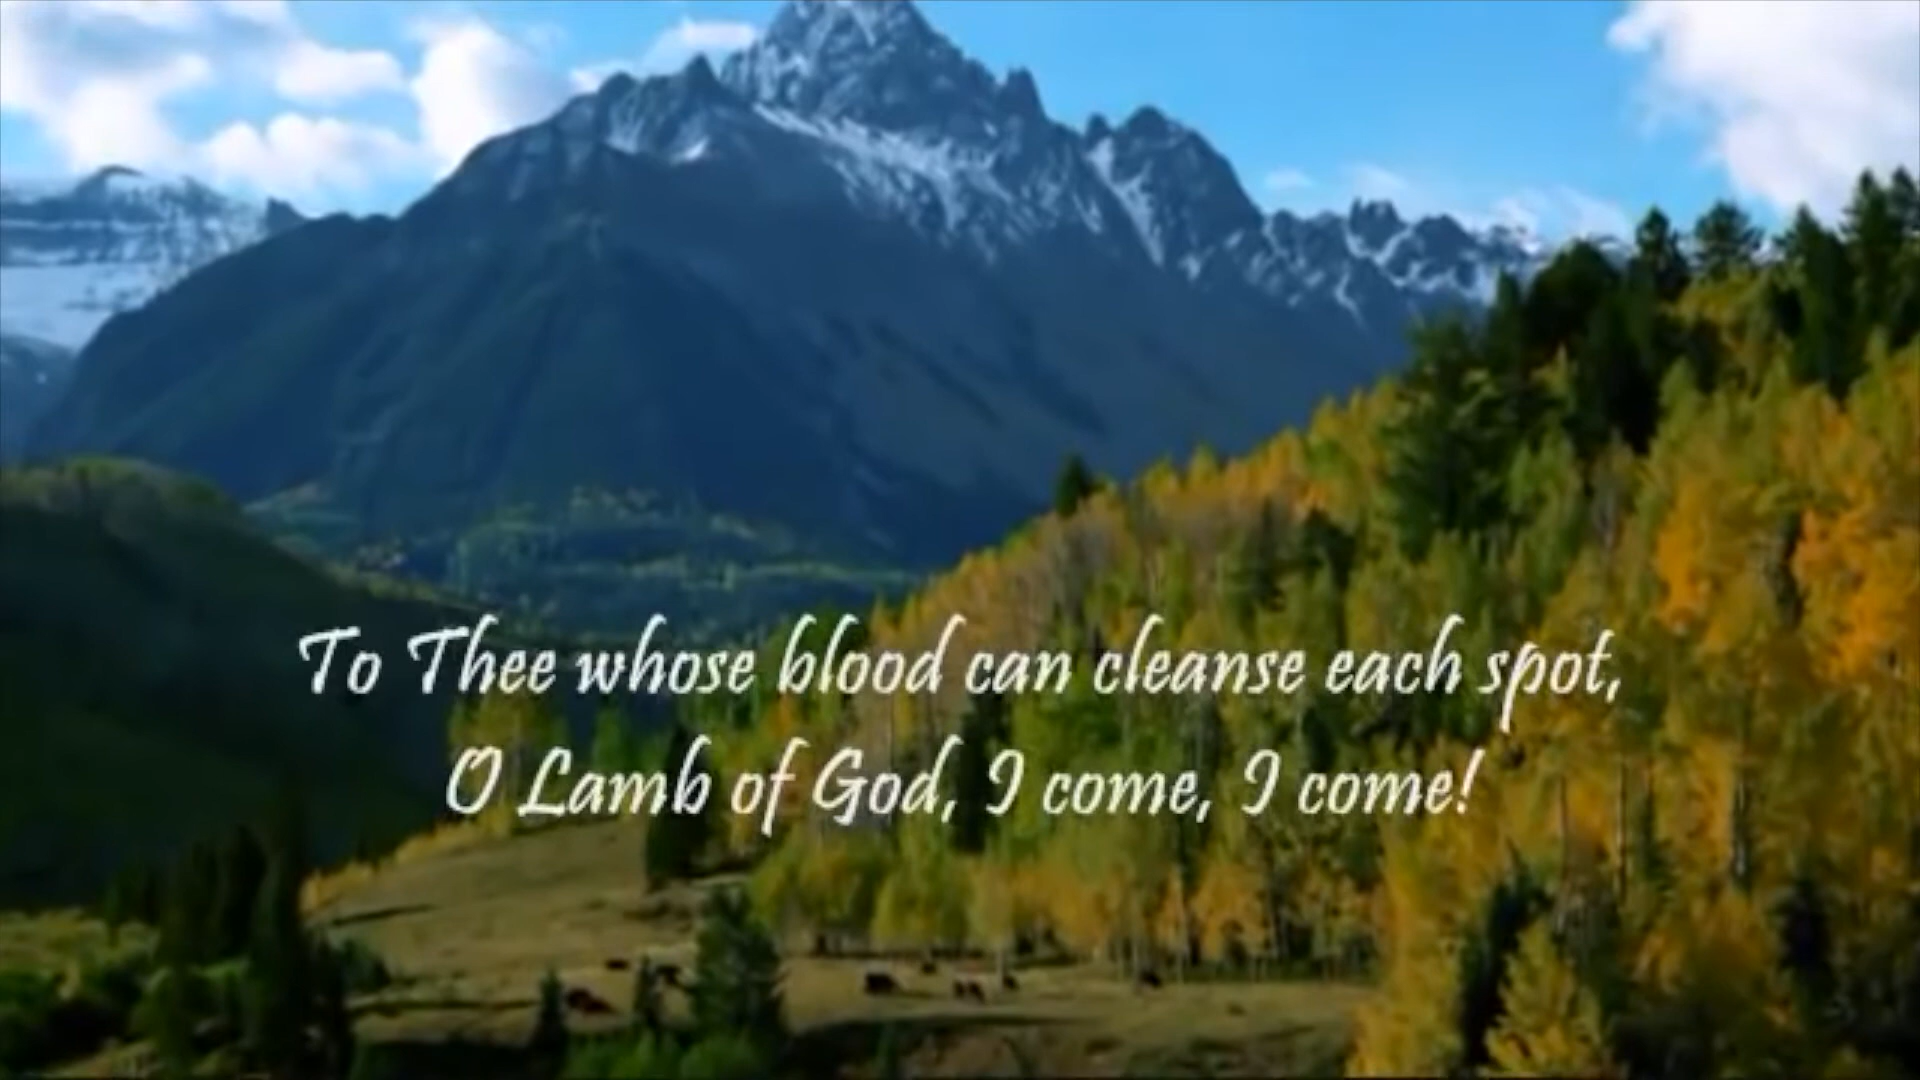 To Thee whose blood can cleanse each spot,
O Lamb of God, I come, I come!